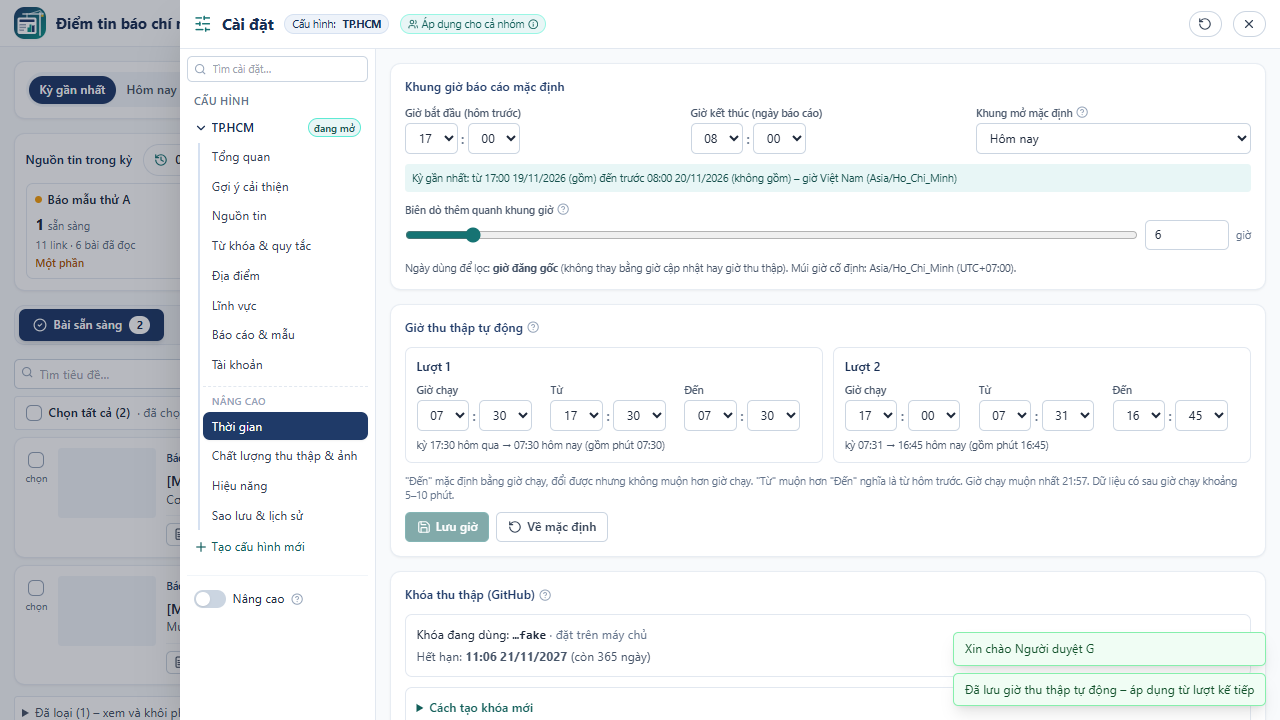 Điểm tin báo chí
Cài đặt
Cấu hình: TP.HCM
Áp dụng cho cả nhóm
Kỳ gần nhất
Hôm nay
Nguồn tin trong kỳ
Báo mẫu thử A
1 sẵn sàng
11 link · 6 bài đã đọc
Một phần
Bài sẵn sàng 2
Tìm tiêu đề...
Chọn tất cả (2) · đã chọ
chọn
chọn
Đã loại (1) – xem và khôi
Tìm cài đặt...
CẤU HÌNH
TP.HCM
đang mở
Tổng quan
Gợi ý cải thiện
Nguồn tin
Từ khóa & quy tắc
Địa điểm
Lĩnh vực
Báo cáo & mẫu
Tài khoản
NÂNG CAO
Thời gian
Chất lượng thu thập & ảnh
Hiệu năng
Sao lưu & lịch sử
Tạo cấu hình mới
Nâng cao
Khung giờ báo cáo mặc định
Giờ bắt đầu (hôm trước)
Giờ kết thúc (ngày báo cáo)
Khung mở mặc định
17 : 00
08 : 00
Hôm nay
Kỳ gần nhất: từ 17:00 19/11/2026 (gồm) đến trước 08:00 20/11/2026 (không gồm) – giờ Việt Nam (Asia/Ho_Chi_Minh)
Biên dò thêm quanh khung giờ
6 giờ
Ngày dùng để lọc: giờ đăng gốc (không thay bằng giờ cập nhật hay giờ thu thập). Múi giờ cố định: Asia/Ho_Chi_Minh (UTC+07:00).
Giờ thu thập tự động
Lượt 1
Giờ chạy Từ Đến
07 : 30 17 : 30 07 : 30
kỳ 17:30 hôm qua → 07:30 hôm nay (gồm phút 07:30)
Lượt 2
Giờ chạy Từ Đến
17 : 00 07 : 31 16 : 45
kỳ 07:31 → 16:45 hôm nay (gồm phút 16:45)
"Đến" mặc định bằng giờ chạy, đổi được nhưng không muộn hơn giờ chạy. "Từ" muộn hơn "Đến" nghĩa là từ hôm trước. Giờ chạy muộn nhất 21:57. Dữ liệu có sau giờ chạy khoảng
5–10 phút.
Lưu giờ
Về mặc định
Khóa thu thập (GitHub)
Khóa đang dùng: …fake · đặt trên máy chủ
Hết hạn: 11:06 21/11/2027 (còn 365 ngày)
Cách tạo khóa mới
Xin chào Người duyệt G
Đã lưu giờ thu thập tự động – áp dụng từ lượt kế tiếp